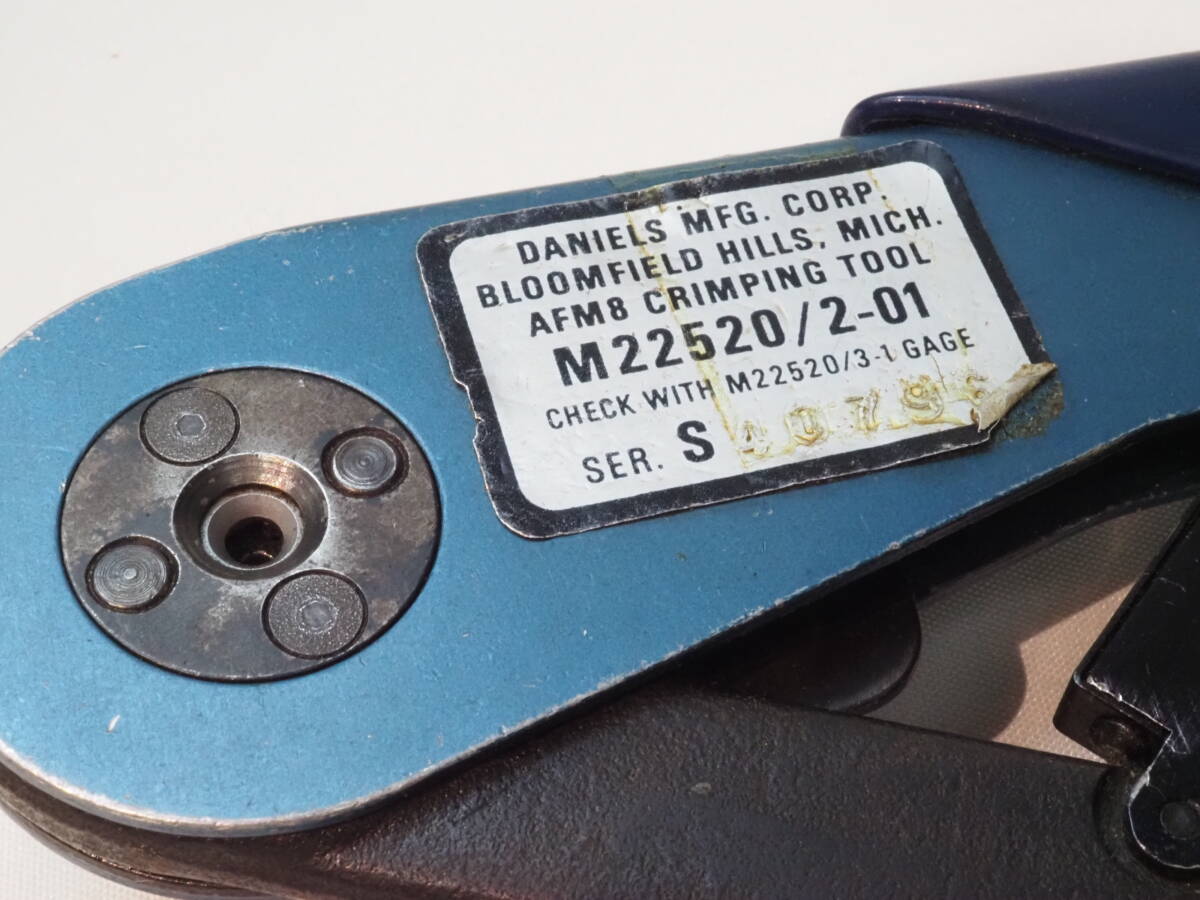 DANIELS MFG. CORP.
BLOOMFIELD HILLS, MICH.
AFM8 CRIMPING TOOL
M22520/2-01
CHECK WITH M22520/3-1 GAGE
SER. S